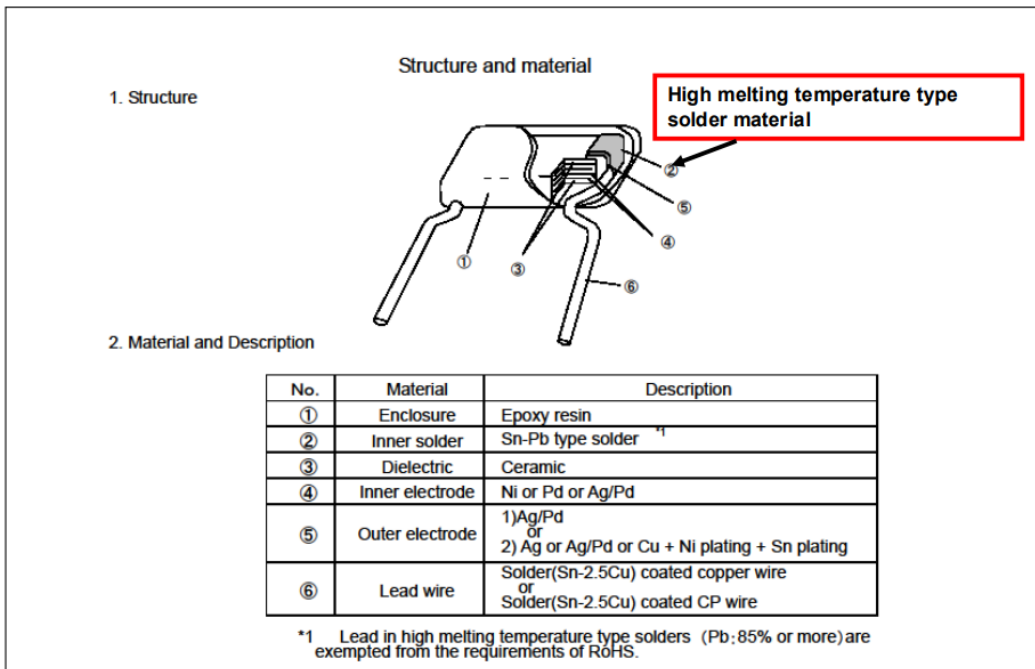 Structure and material
1. Structure
High melting temperature type
solder material
②
⑤
④
①
③
⑥
2. Material and Description
No. Material Description
① Enclosure Epoxy resin
② Inner solder Sn-Pb type solder *1
③ Dielectric Ceramic
④ Inner electrode Ni or Pd or Ag/Pd
⑤ Outer electrode 1)Ag/Pd
or
2) Ag or Ag/Pd or Cu + Ni plating + Sn plating
⑥ Lead wire Solder(Sn-2.5Cu) coated copper wire
or
Solder(Sn-2.5Cu) coated CP wire
*1 Lead in high melting temperature type solders (Pb:85% or more) are
exempted from the requirements of RoHS.